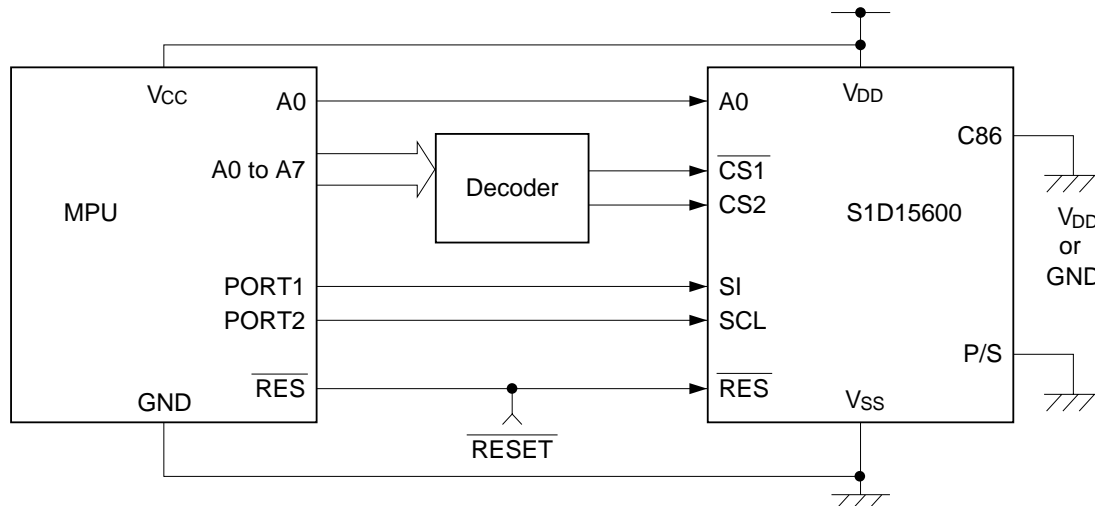 VCC
A0
A0 to A7
MPU
PORT1
PORT2
RES
GND
Decoder
RESET
A0
VDD
C86
CS1
CS2
S1D15600
VDD
or
GND
SI
SCL
P/S
RES
VSS